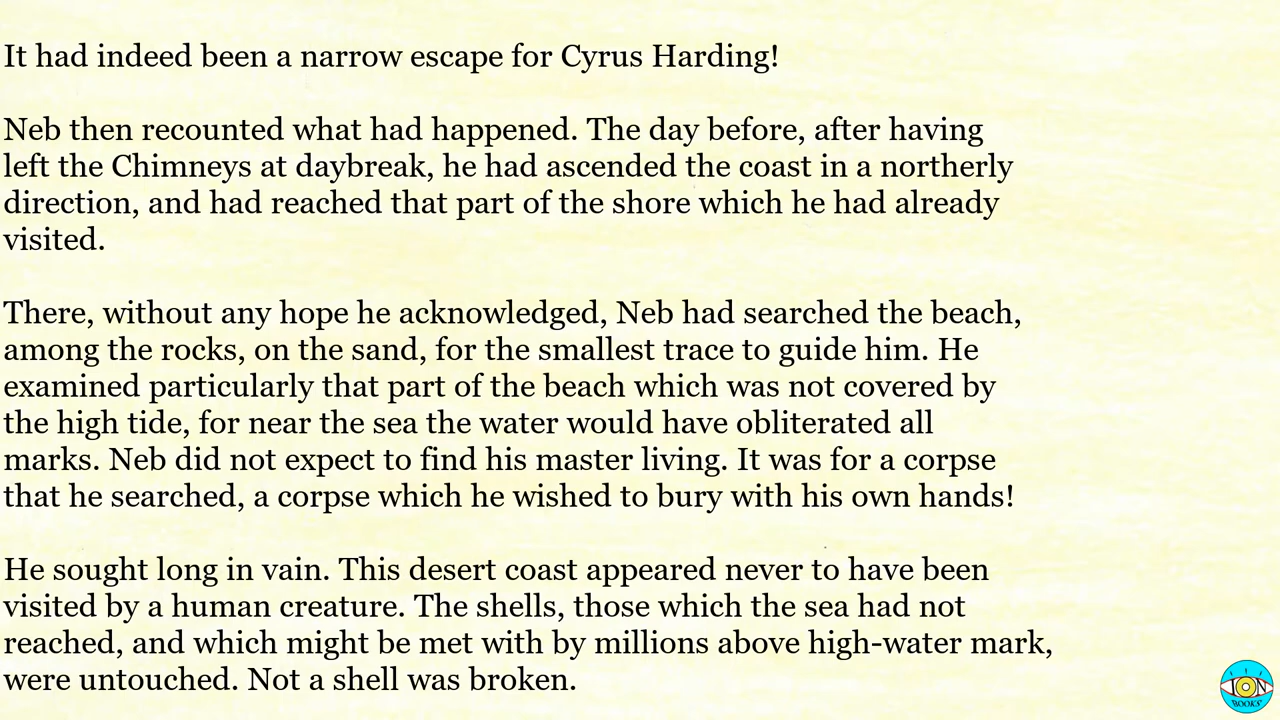 It had indeed been a narrow escape for Cyrus Harding!
Neb then recounted what had happened. The day before, after having
left the Chimneys at daybreak, he had ascended the coast in a northerly
direction, and had reached that part of the shore which he had already
visited.
There, without any hope he acknowledged, Neb had searched the beach,
among the rocks, on the sand, for the smallest trace to guide him. He
examined particularly that part of the beach which was not covered by
the high tide, for near the sea the water would have obliterated all
marks. Neb did not expect to find his master living. It was for a corpse
that he searched, a corpse which he wished to bury with his own hands!
He sought long in vain. This desert coast appeared never to have been
visited by a human creature. The shells, those which the sea had not
reached, and which might be met with by millions above high-water mark,
were untouched. Not a shell was broken.
ION
BOOKS